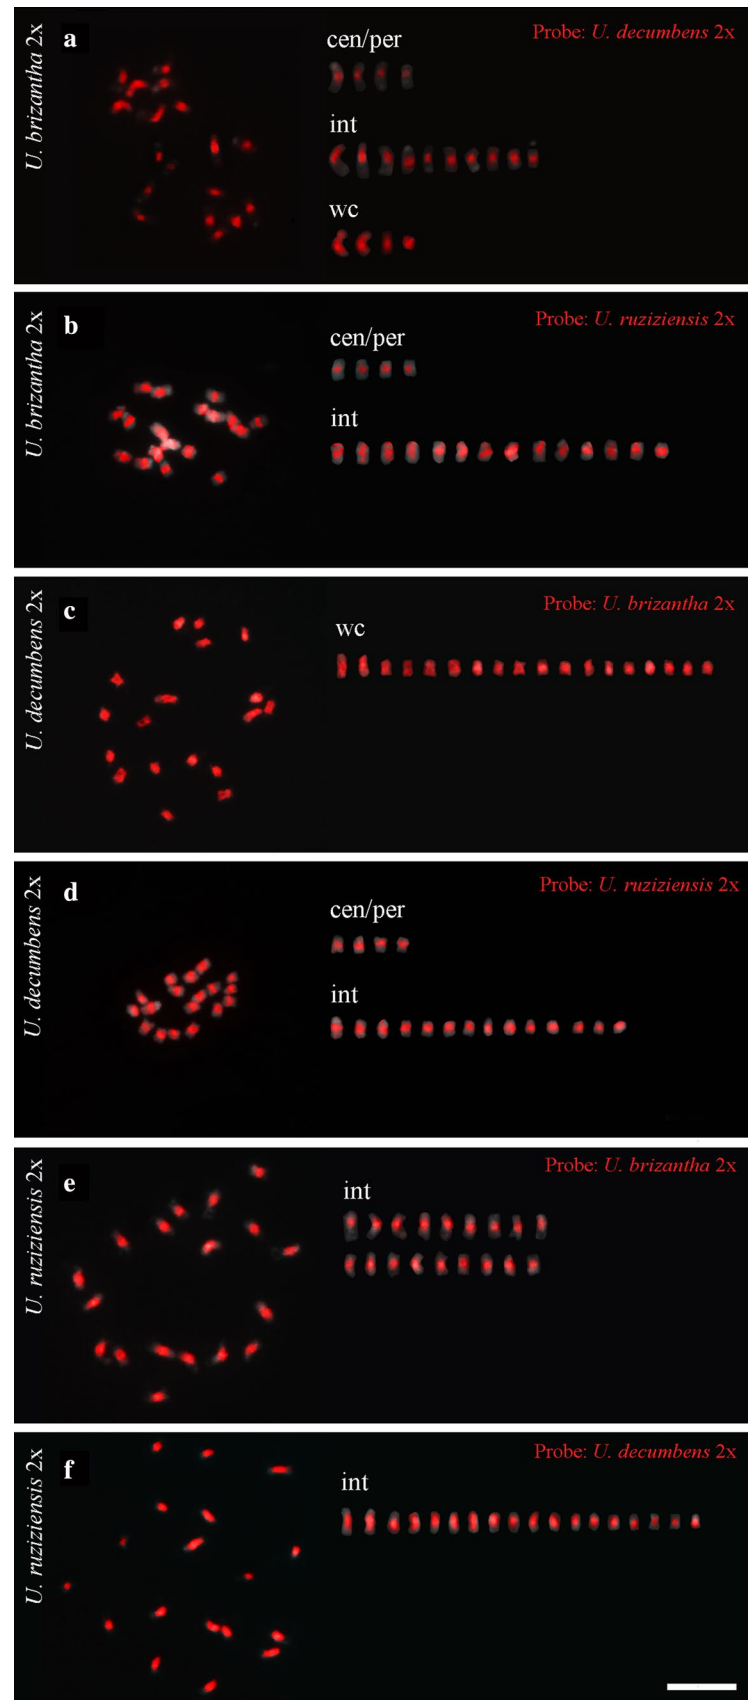 U. brizantha 2x
a
Probe: U. decumbens 2x
cen/per
int
wc
U. brizantha 2x
b
Probe: U. ruziziensis 2x
cen/per
int
U. decumbens 2x
c
Probe: U. brizantha 2x
wc
U. decumbens 2x
d
Probe: U. ruziziensis 2x
cen/per
int
U. ruziziensis 2x
e
Probe: U. brizantha 2x
int
U. ruziziensis 2x
f
Probe: U. decumbens 2x
int